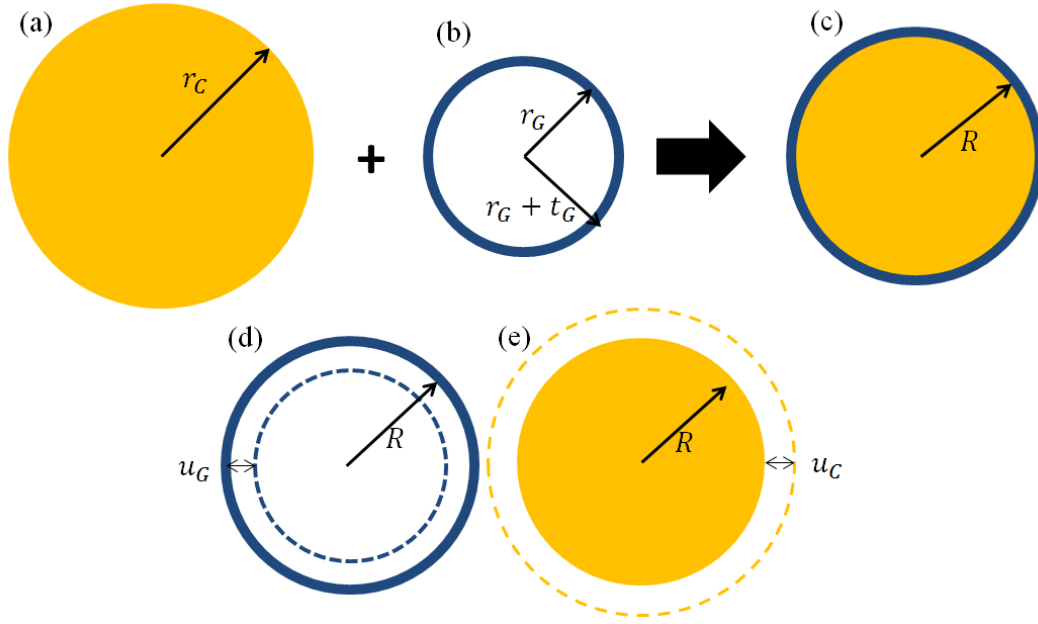 (a)
r_C
+
(b)
r_G
r_G + t_G
(c)
R
(d)
R
u_G
(e)
R
u_C